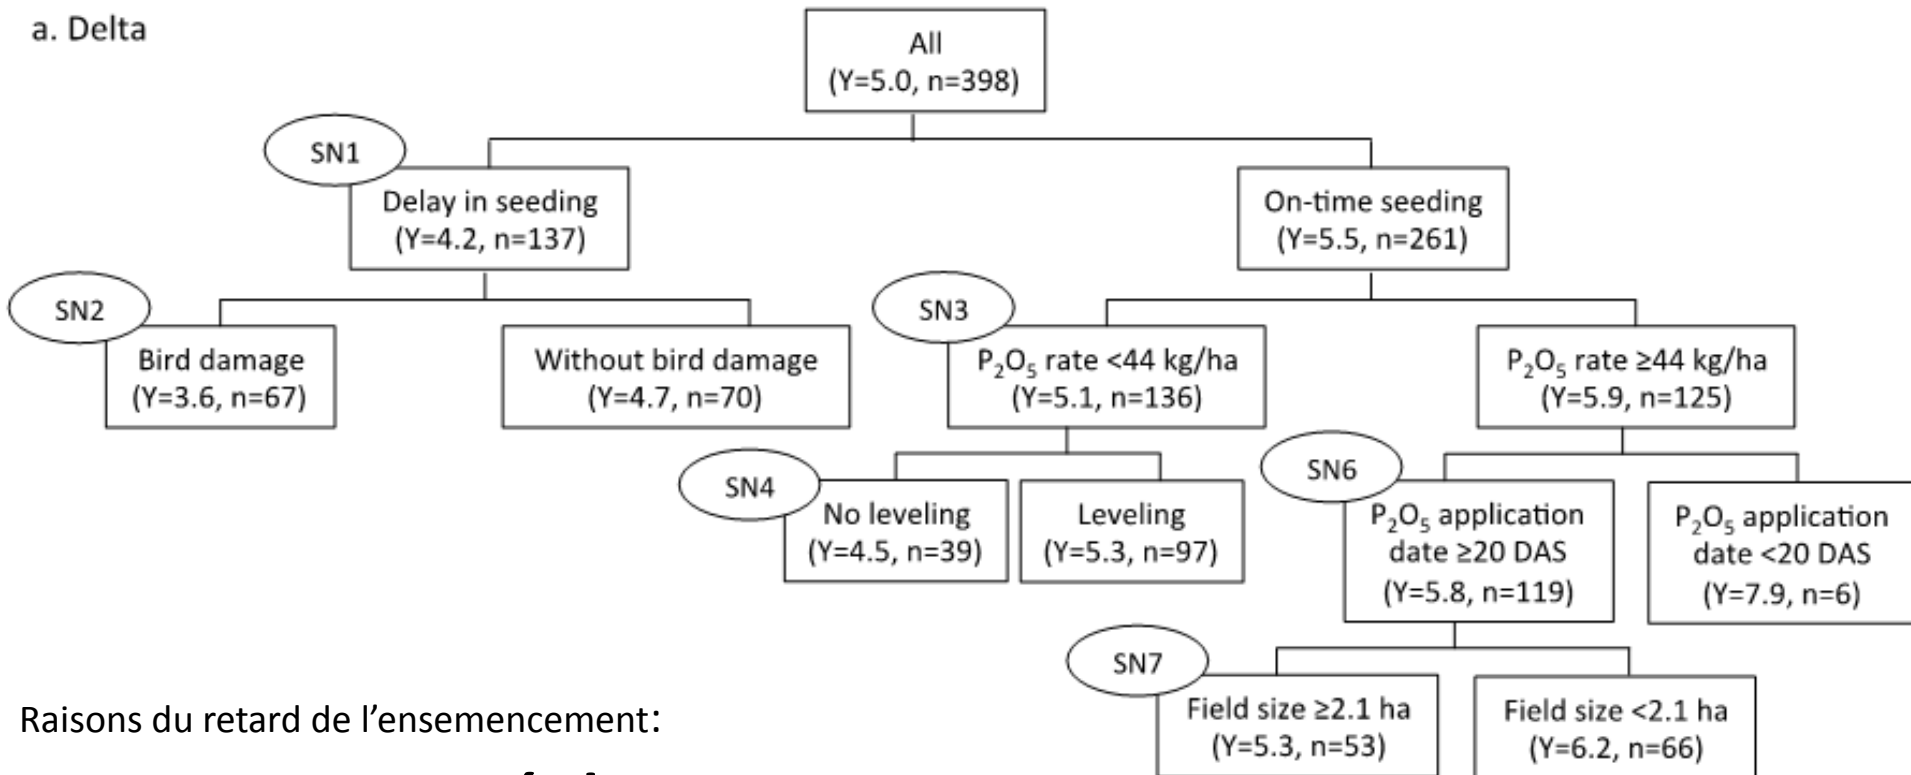 a. Delta
All
(Y=5.0, n=398)
SN1
Delay in seeding
(Y=4.2, n=137)
On-time seeding
(Y=5.5, n=261)
SN2
Bird damage
(Y=3.6, n=67)
Without bird damage
(Y=4.7, n=70)
SN3
P₂O₅ rate <44 kg/ha
(Y=5.1, n=136)
P₂O₅ rate ≥44 kg/ha
(Y=5.9, n=125)
SN4
No leveling
(Y=4.5, n=39)
Leveling
(Y=5.3, n=97)
SN6
P₂O₅ application
date ≥20 DAS
(Y=5.8, n=119)
P₂O₅ application
date <20 DAS
(Y=7.9, n=6)
SN7
Field size ≥2.1 ha
(Y=5.3, n=53)
Field size <2.1 ha
(Y=6.2, n=66)
Raisons du retard de l’ensemencement: